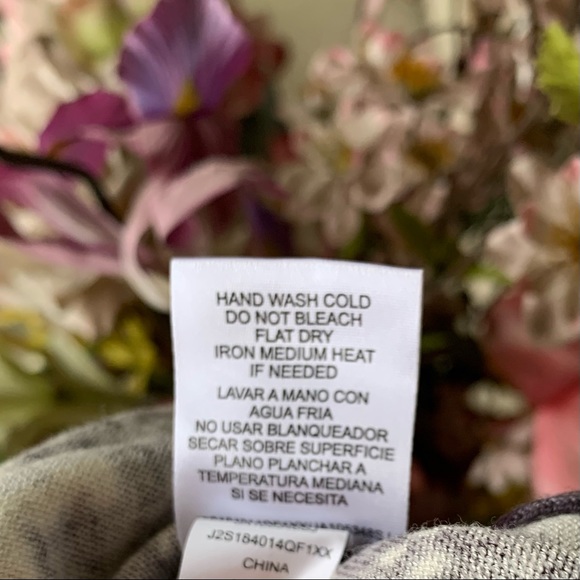 HAND WASH COLD
DO NOT BLEACH
FLAT DRY
IRON MEDIUM HEAT
IF NEEDED
LAVAR A MANO CON
AGUA FRIA
NO USAR BLANQUEADOR
SECAR SOBRE SUPERFICIE
PLANO PLANCHAR A
TEMPERATURA MEDIANA
SI SE NECESITA
J2S184014QF1XX
CHINA